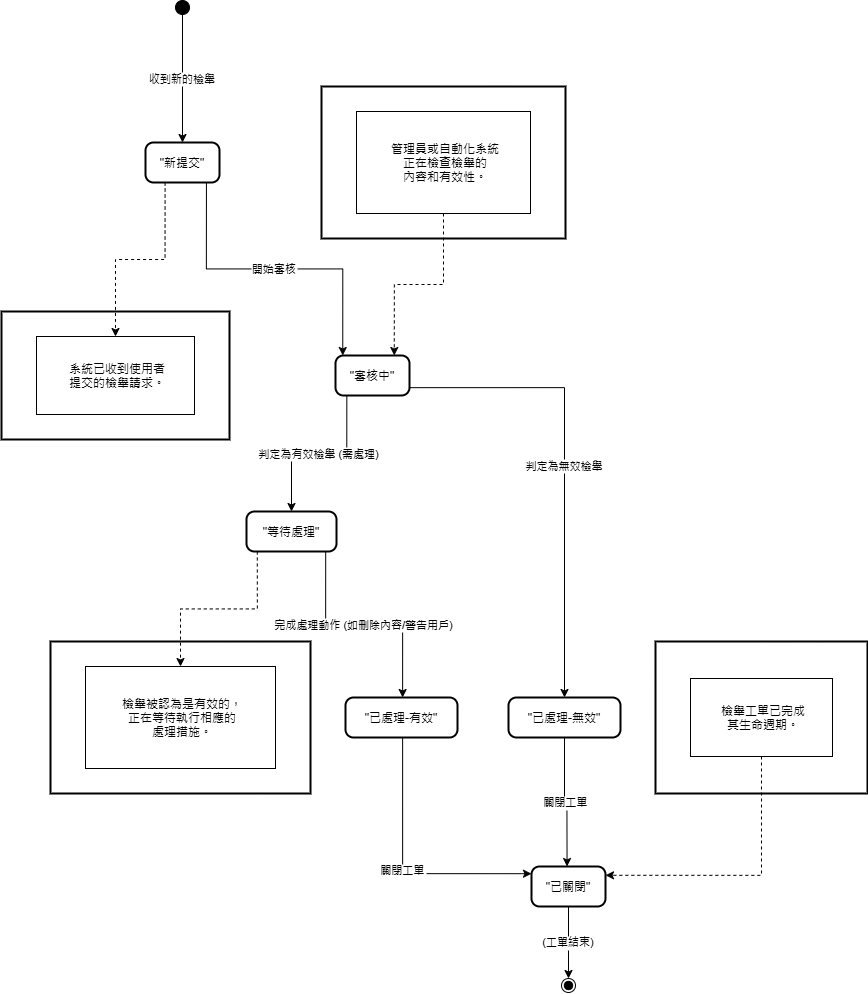 收到新的檢舉
"新提交"
管理員或自動化系統
正在檢查檢舉的
內容和有效性。
開始審核
系統已收到使用者
提交的檢舉請求。
"審核中"
判定為有效檢舉 (需處理)
判定為無效檢舉
"等待處理"
完成處理動作 (如刪除內容/警告用戶)
檢舉被認為是有效的，
正在等待執行相應的
處理措施。
"已處理-有效"
"已處理-無效"
檢舉工單已完成
其生命週期。
關閉工單
關閉工單
"已關閉"
(工單結束)